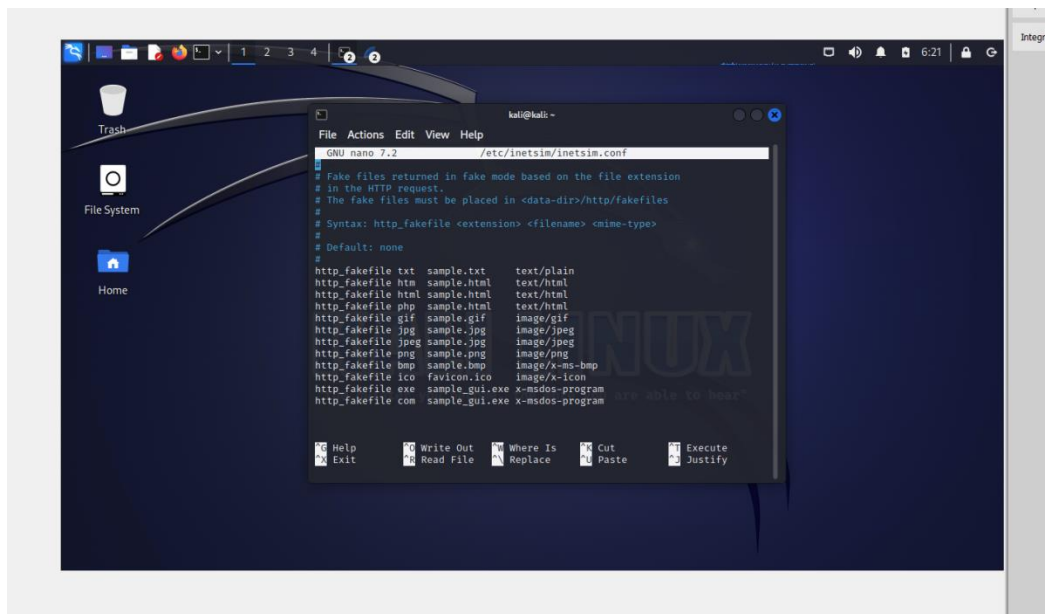 Integr
1 2 3 4 2 2 6:21
Trash
File System
Home
kali@kali: ~
File Actions Edit View Help
GNU nano 7.2 /etc/inetsim/inetsim.conf
#
# Fake files returned in fake mode based on the file extension
# in the HTTP request.
# The fake files must be placed in <data-dir>/http/fakefiles
#
# Syntax: http_fakefile <extension> <filename> <mime-type>
#
# Default: none
#
http_fakefile txt sample.txt text/plain
http_fakefile htm sample.html text/html
http_fakefile html sample.html text/html
http_fakefile php sample.html text/html
http_fakefile gif sample.gif image/gif
http_fakefile jpg sample.jpg image/jpeg
http_fakefile jpeg sample.jpg image/jpeg
http_fakefile png sample.png image/png
http_fakefile bmp sample.bmp image/x-ms-bmp
http_fakefile ico favicon.ico image/x-icon
http_fakefile exe sample_gui.exe x-msdos-program
http_fakefile com sample_gui.exe x-msdos-program
^G Help ^O Write Out ^W Where Is ^K Cut ^T Execute
^X Exit ^R Read File ^\ Replace ^U Paste ^J Justify
NUX
are able to hear"